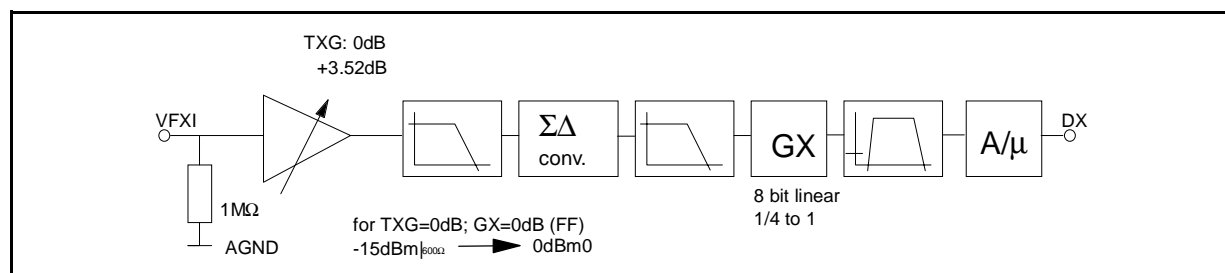 TXG: 0dB
+3.52dB
VFXI
1MΩ
AGND
ΣΔ
conv.
GX
8 bit linear
1/4 to 1
A/μ
DX
for TXG=0dB; GX=0dB (FF)
-15dBm|600Ω 0dBm0